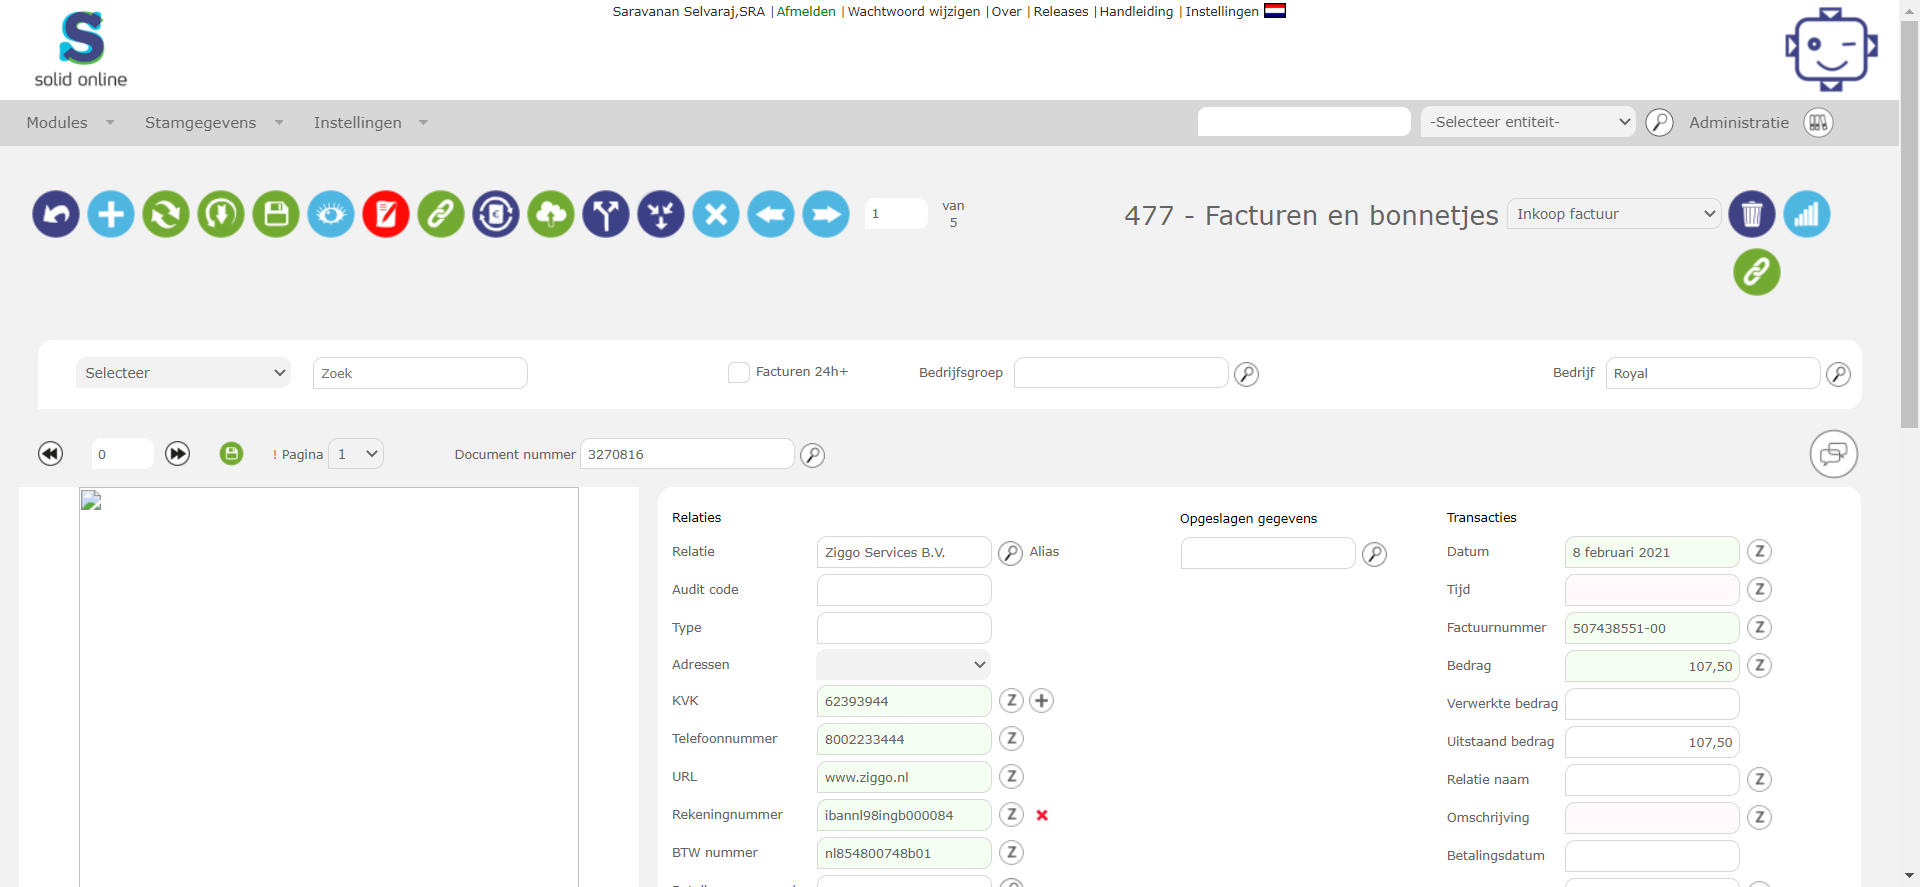 Saravanan Selvaraj,SRA | Afmelden | Wachtwoord wijzigen | Over | Releases | Handleiding | Instellingen
S
solid online
Modules Stamgegevens Instellingen -Selecteer entiteit- Administratie
1 van 5
477 - Facturen en bonnetjes Inkoop factuur
Selecteer Zoek Facturen 24h+ Bedrijfsgroep Bedrijf Royal
0 ! Pagina 1 Document nummer 3270816
Relaties Opgeslagen gegevens Transacties
Relatie Ziggo Services B.V. Alias Datum 8 februari 2021 Z
Audit code Tijd Z
Type Factuurnummer 507438551-00 Z
Adressen Bedrag 107,50 Z
KVK 62393944 Z Verwerkte bedrag
Telefoonnummer 8002233444 Z Uitstaand bedrag 107,50
URL www.ziggo.nl Z Relatie naam Z
Rekeningnummer ibannl98ingb000084 Z Omschrijving Z
BTW nummer nl854800748b01 Z Betalingsdatum